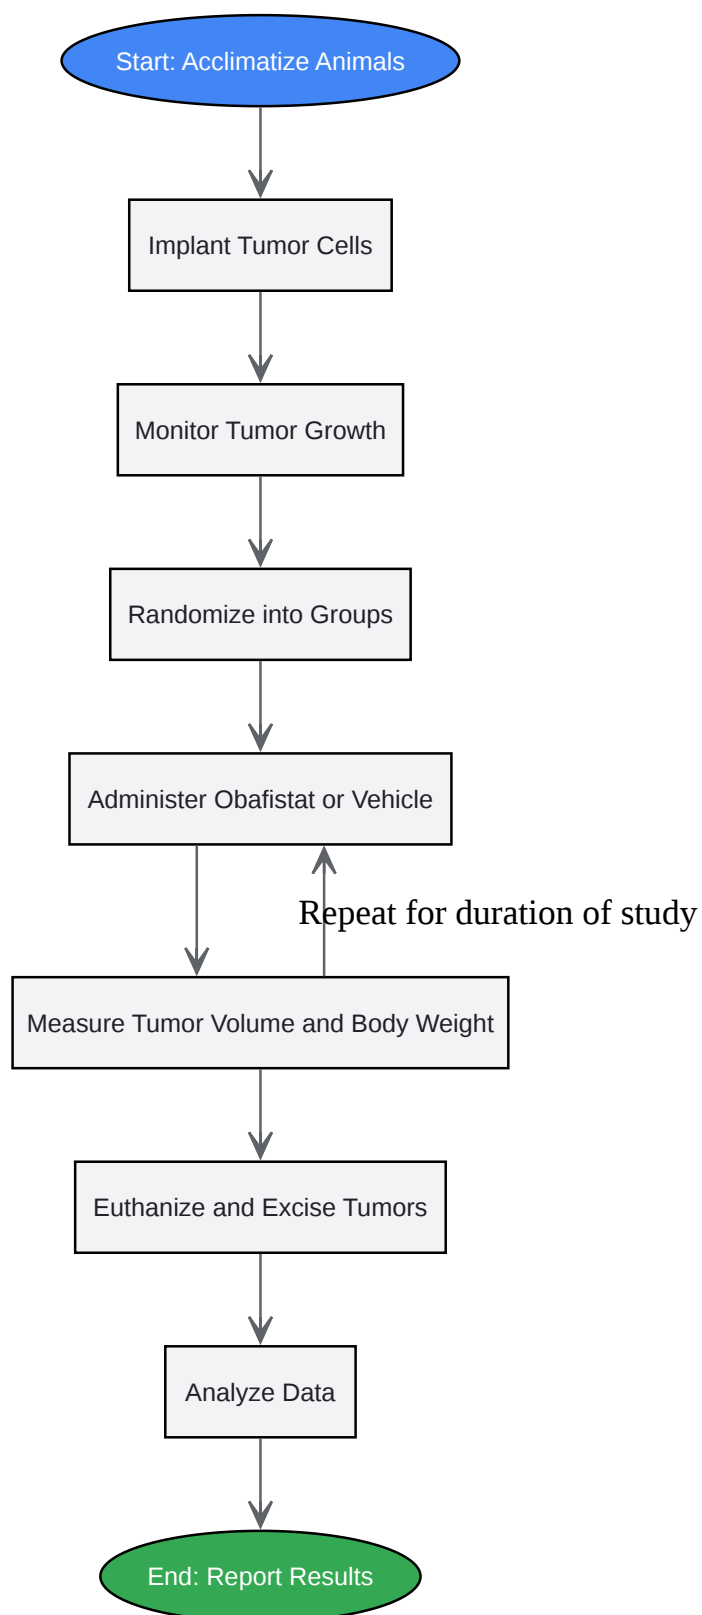 Start: Acclimatize Animals
Implant Tumor Cells
Monitor Tumor Growth
Randomize into Groups
Administer Obafistat or Vehicle
Repeat for duration of study
Measure Tumor Volume and Body Weight
Euthanize and Excise Tumors
Analyze Data
End: Report Results